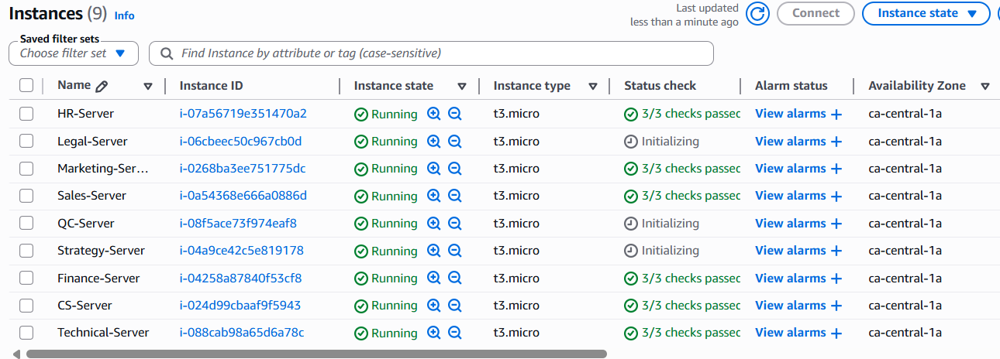 Instances (9) Info
Last updated
less than a minute ago
Connect
Instance state
Saved filter sets
Choose filter set
Find Instance by attribute or tag (case-sensitive)
Name Instance ID Instance state Instance type Status check Alarm status Availability Zone
HR-Server i-07a56719e351470a2 Running t3.micro 3/3 checks passec View alarms + ca-central-1a
Legal-Server i-06cbeec50c967cb0d Running t3.micro Initializing View alarms + ca-central-1a
Marketing-Ser... i-0268ba3ee751775dc Running t3.micro 3/3 checks passec View alarms + ca-central-1a
Sales-Server i-0a54368e666a0886d Running t3.micro 3/3 checks passec View alarms + ca-central-1a
QC-Server i-08f5ace73f974eaf8 Running t3.micro Initializing View alarms + ca-central-1a
Strategy-Server i-04a9ce42c5e819178 Running t3.micro Initializing View alarms + ca-central-1a
Finance-Server i-04258a87840f53cf8 Running t3.micro 3/3 checks passec View alarms + ca-central-1a
CS-Server i-024d99cbaaf9f5943 Running t3.micro 3/3 checks passec View alarms + ca-central-1a
Technical-Server i-088cab98a65d6a78c Running t3.micro 3/3 checks passec View alarms + ca-central-1a